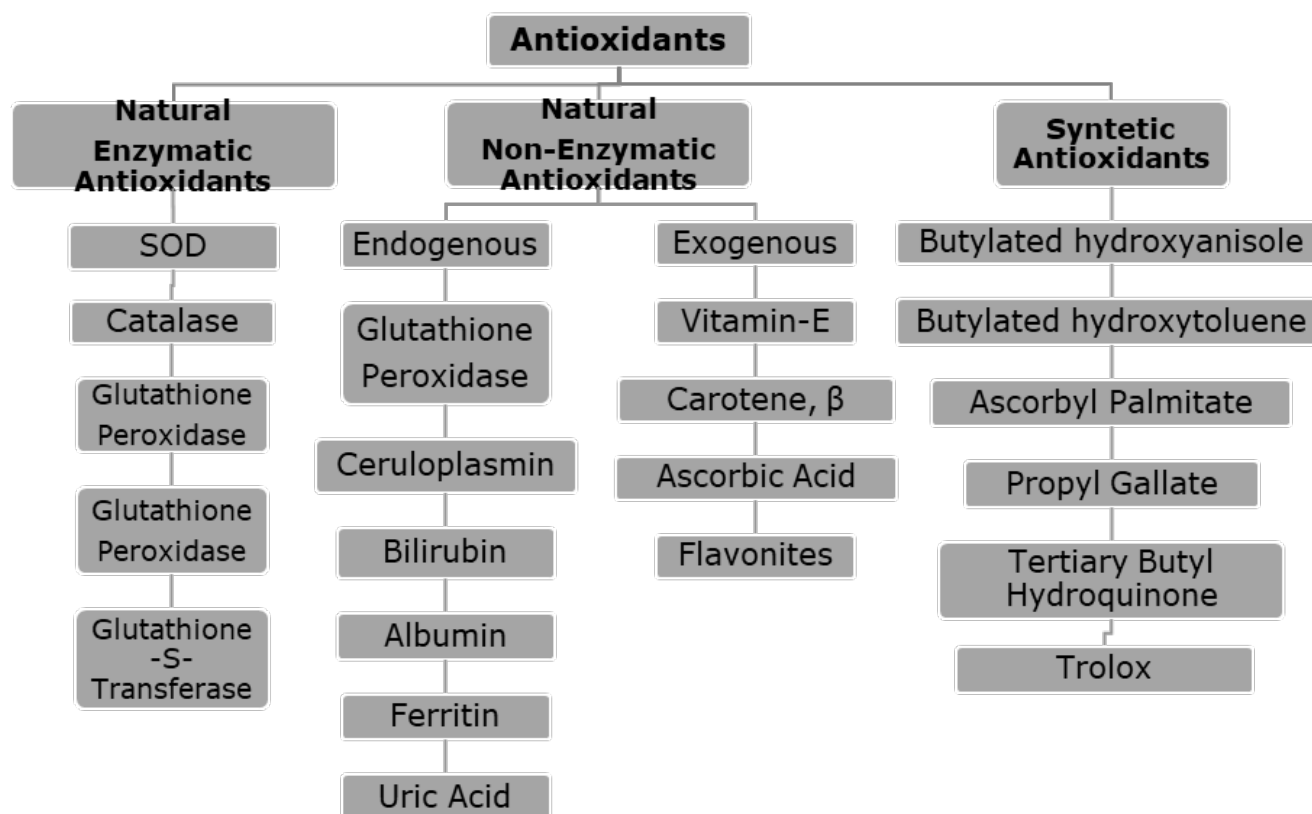 Antioxidants
Natural
Enzymatic
Antioxidants
SOD
Catalase
Glutathione
Peroxidase
Glutathione
Peroxidase
Glutathione
-S-
Transferase
Natural
Non-Enzymatic
Antioxidants
Endogenous
Glutathione
Peroxidase
Ceruloplasmin
Bilirubin
Albumin
Ferritin
Uric Acid
Exogenous
Vitamin-E
Carotene, β
Ascorbic Acid
Flavonites
Syntetic
Antioxidants
Butylated hydroxyanisole
Butylated hydroxytoluene
Ascorbyl Palmitate
Propyl Gallate
Tertiary Butyl
Hydroquinone
Trolox